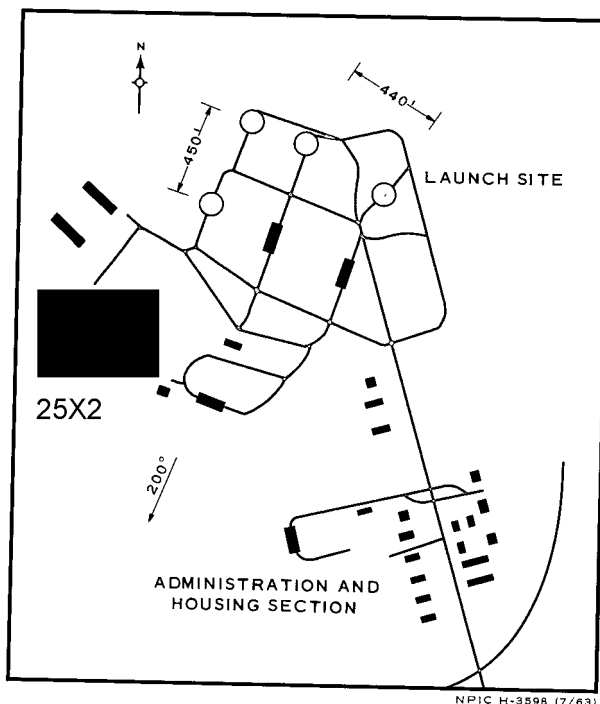 N
440'
450'
LAUNCH SITE
25X2
200°
ADMINISTRATION AND
HOUSING SECTION
NPIC H-3598 (7/63)